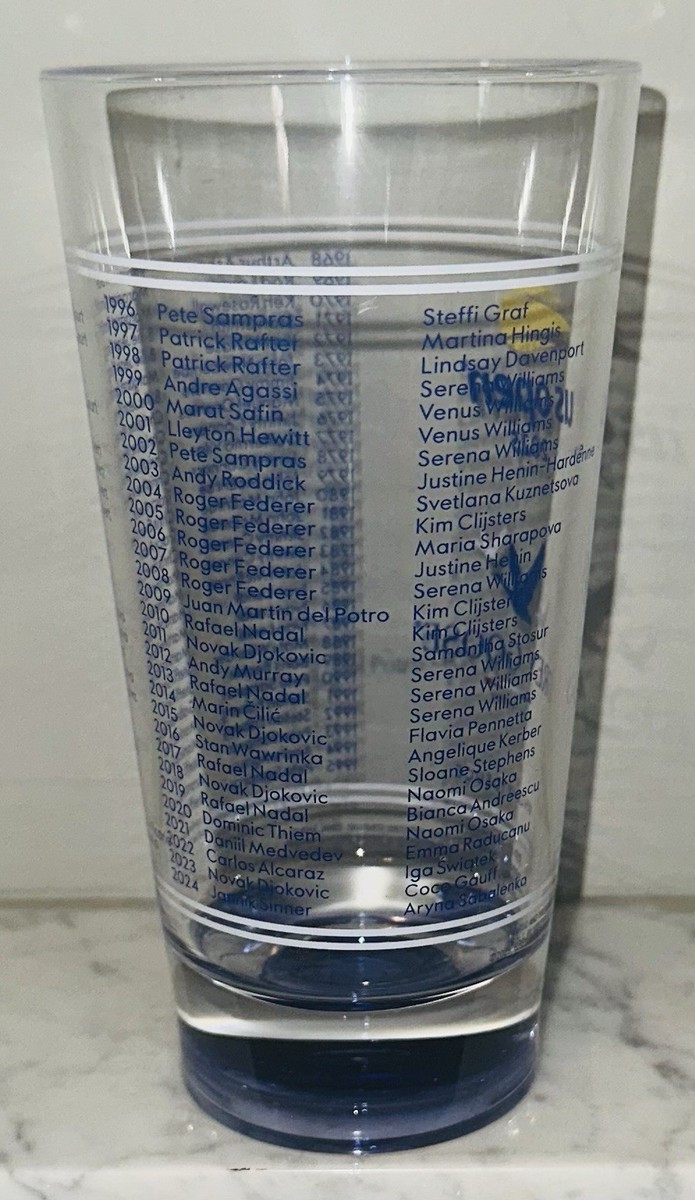 1996 Pete Sampras Steffi Graf
1997 Patrick Rafter Martina Hingis
1998 Patrick Rafter Lindsay Davenport
1999 Andre Agassi Serena Williams
2000 Marat Safin Venus Williams
2001 Lleyton Hewitt Venus Williams
2002 Pete Sampras Serena Williams
2003 Andy Roddick Justine Henin-Hardenne
2004 Roger Federer Svetlana Kuznetsova
2005 Roger Federer Kim Clijsters
2006 Roger Federer Maria Sharapova
2007 Roger Federer Justine Henin
2008 Roger Federer Serena Williams
2009 Juan Martín del Potro Kim Clijsters
2010 Rafael Nadal Kim Clijsters
2011 Novak Djokovic Samantha Stosur
2012 Andy Murray Serena Williams
2013 Rafael Nadal Serena Williams
2014 Marin Čilić Serena Williams
2015 Novak Djokovic Flavia Pennetta
2016 Stan Wawrinka Angelique Kerber
2017 Rafael Nadal Sloane Stephens
2018 Novak Djokovic Naomi Osaka
2019 Rafael Nadal Bianca Andreescu
2020 Dominic Thiem Naomi Osaka
2021 Daniil Medvedev Emma Raducanu
2022 Carlos Alcaraz Iga Świątek
2023 Novak Djokovic Coco Gauff
2024 Jannik Sinner Aryna Sabalenka
us open
1968